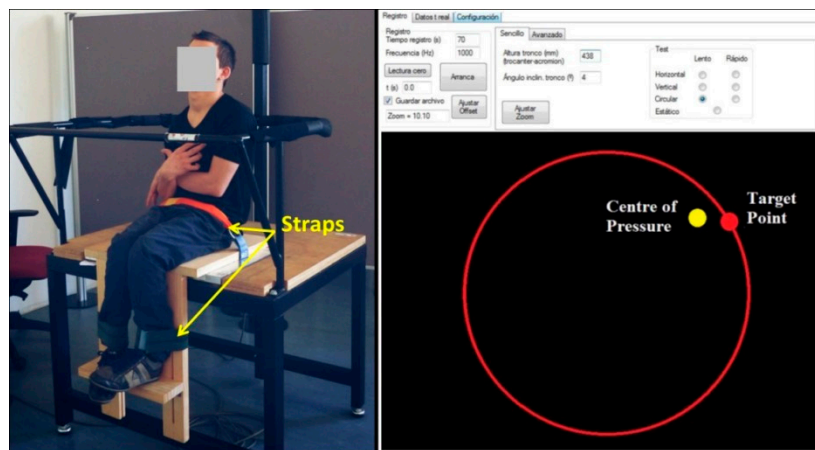 Straps
Registro Datos t.real Configuración
Registro
Tiempo registro (s) 70
Frecuencia (Hz) 1000
Lectura cero
Arranca
t (s) 0.0
Guardar archivo
Ajustar
Offset
Zoom = 10.10
Sencillo Avanzado
Altura tronco (mm)
(trocanter-acromion) 438
Ángulo inclin. tronco (º) 4
Ajustar
Zoom
Test
Lento Rápido
Horizontal
Vertical
Circular
Estático
Centre of
Pressure
Target
Point